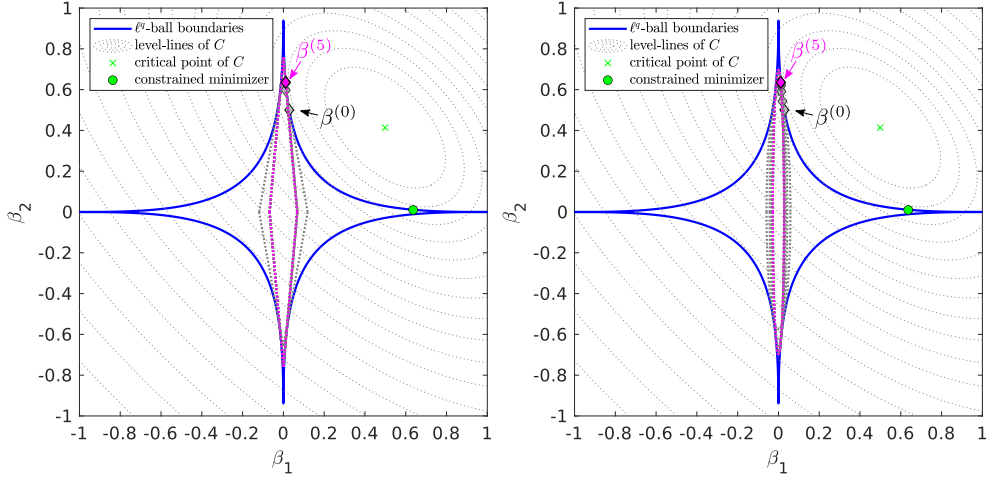 ℓ^q-ball boundaries
level-lines of C
critical point of C
constrained minimizer
β^(5)
β^(0)
1
0.8
0.6
0.4
0.2
0
-0.2
-0.4
-0.6
-0.8
-1
β_2
-1 -0.8 -0.6 -0.4 -0.2 0 0.2 0.4 0.6 0.8 1
β_1
ℓ^q-ball boundaries
level-lines of C
critical point of C
constrained minimizer
β^(5)
β^(0)
1
0.8
0.6
0.4
0.2
0
-0.2
-0.4
-0.6
-0.8
-1
β_2
-1 -0.8 -0.6 -0.4 -0.2 0 0.2 0.4 0.6 0.8 1
β_1